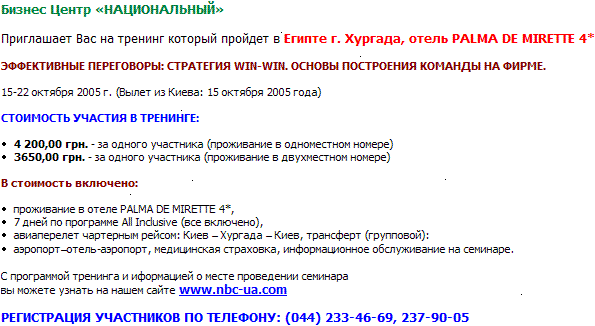 Бизнес Центр «НАЦИОНАЛЬНЫЙ»
Приглашает Вас на тренинг который пройдет в Египте г. Хургада, отель PALMA DE MIRETTE 4*
ЭФФЕКТИВНЫЕ ПЕРЕГОВОРЫ: СТРАТЕГИЯ WIN-WIN. ОСНОВЫ ПОСТРОЕНИЯ КОМАНДЫ НА ФИРМЕ.
15-22 октября 2005 г. (Вылет из Киева: 15 октября 2005 года)
СТОИМОСТЬ УЧАСТИЯ В ТРЕНИНГЕ:
• 4 200,00 грн. - за одного участника (проживание в одноместном номере)
• 3650,00 грн. - за одного участника (проживание в двухместном номере)
В стоимость включено:
• проживание в отеле PALMA DE MIRETTE 4*,
• 7 дней по программе All Inclusive (все включено),
• авиаперелет чартерным рейсом: Киев – Хургада – Киев, трансферт (групповой):
• аэропорт–отель-аэропорт, медицинская страховка, информационное обслуживание на семинаре.
С программой тренинга и иформацией о месте проведении семинара
вы можете узнать на нашем сайте www.nbc-ua.com
РЕГИСТРАЦИЯ УЧАСТНИКОВ ПО ТЕЛЕФОНУ: (044) 233-46-69, 237-90-05